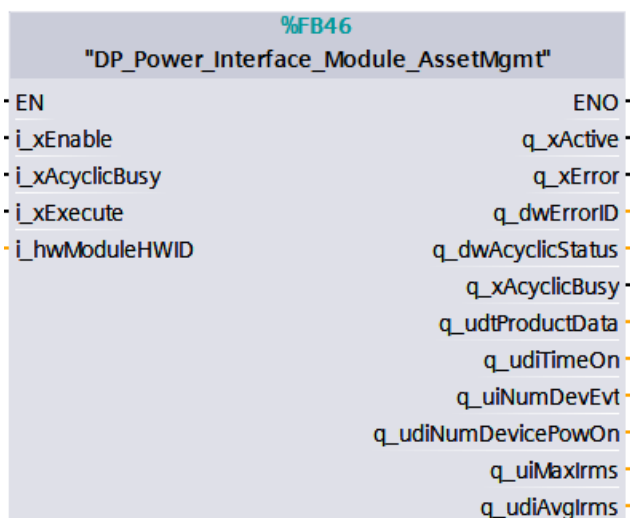 %FB46
"DP_Power_Interface_Module_AssetMgmt"
EN ENO
i_xEnable q_xActive
i_xAcyclicBusy q_xError
i_xExecute q_dwErrorID
i_hwModuleHWID q_dwAcyclicStatus
q_xAcyclicBusy
q_udtProductData
q_udiTimeOn
q_uiNumDevEvt
q_udiNumDevicePowOn
q_uiMaxIrms
q_udiAvgIrms